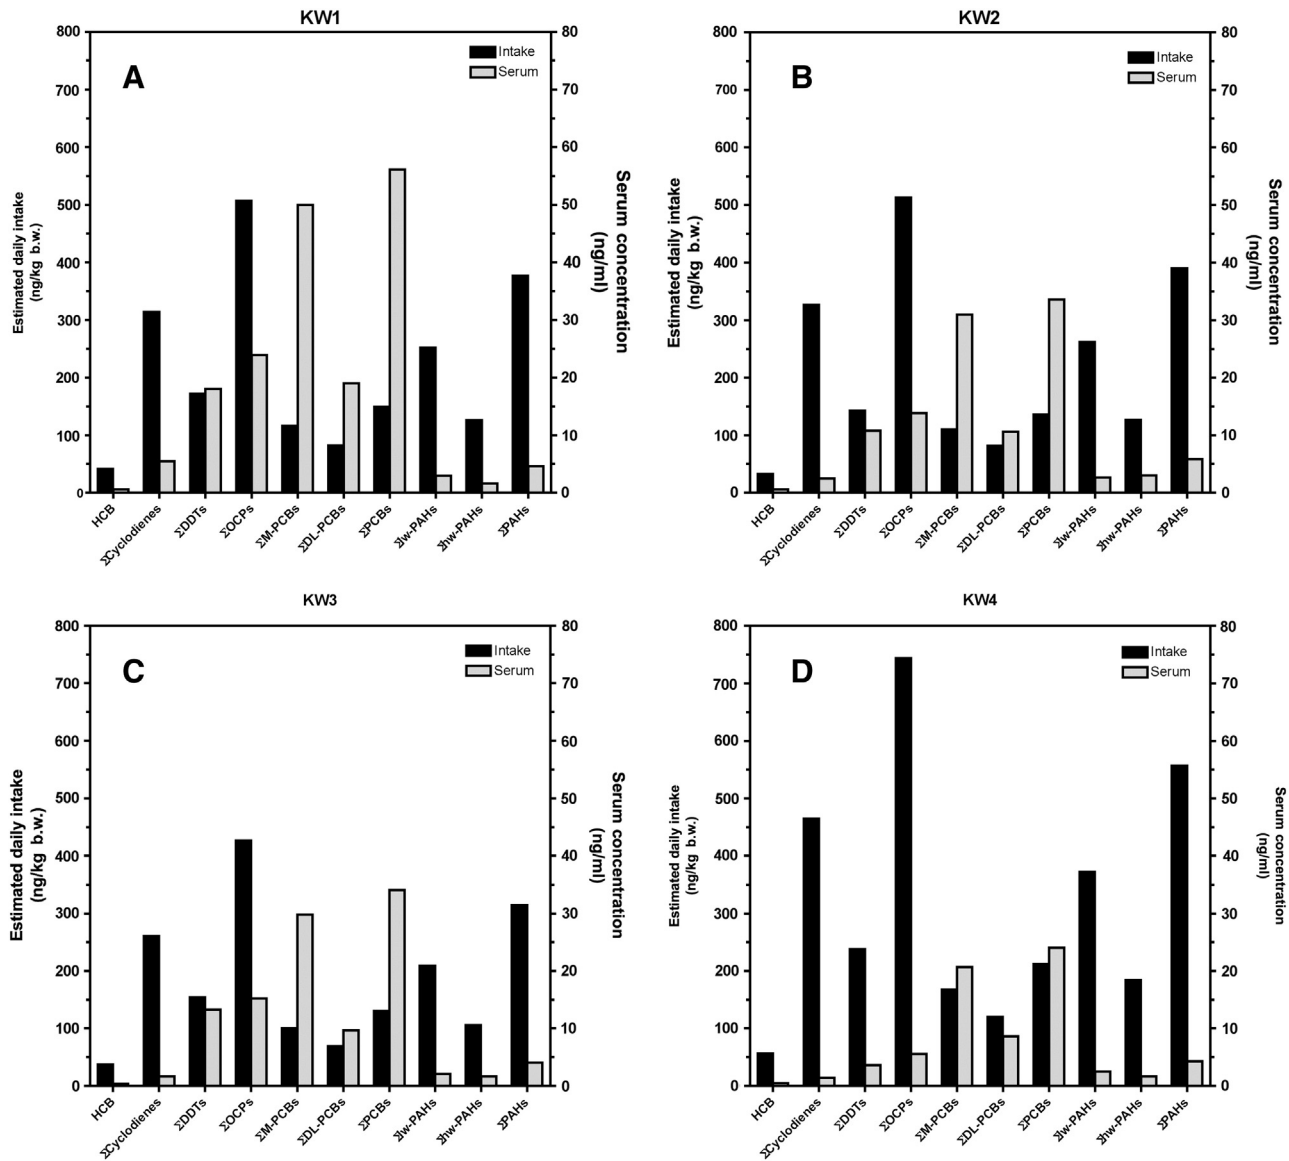 KW1
A
Intake
Serum
800
700
600
500
400
300
200
100
0
80
70
60
50
40
30
20
10
0
Estimated daily intake
(ng/kg b.w.)
Serum concentration
(ng/ml)
HCB
ΣCyclodienes
ΣDDTs
ΣOCPs
ΣM-PCBs
ΣDL-PCBs
ΣPCBs
Σlw-PAHs
Σhw-PAHs
ΣPAHs
KW2
B
Intake
Serum
800
700
600
500
400
300
200
100
0
80
70
60
50
40
30
20
10
0
Estimated daily intake
(ng/kg b.w.)
Serum concentration
(ng/ml)
HCB
ΣCyclodienes
ΣDDTs
ΣOCPs
ΣM-PCBs
ΣDL-PCBs
ΣPCBs
Σlw-PAHs
Σhw-PAHs
ΣPAHs
KW3
C
Intake
Serum
800
700
600
500
400
300
200
100
0
80
70
60
50
40
30
20
10
0
Estimated daily intake
(ng/kg b.w.)
Serum concentration
(ng/ml)
HCB
ΣCyclodienes
ΣDDTs
ΣOCPs
ΣM-PCBs
ΣDL-PCBs
ΣPCBs
Σlw-PAHs
Σhw-PAHs
ΣPAHs
KW4
D
Intake
Serum
800
700
600
500
400
300
200
100
0
80
70
60
50
40
30
20
10
0
Estimated daily intake
(ng/kg b.w.)
Serum concentration
(ng/ml)
HCB
ΣCyclodienes
ΣDDTs
ΣOCPs
ΣM-PCBs
ΣDL-PCBs
ΣPCBs
Σlw-PAHs
Σhw-PAHs
ΣPAHs